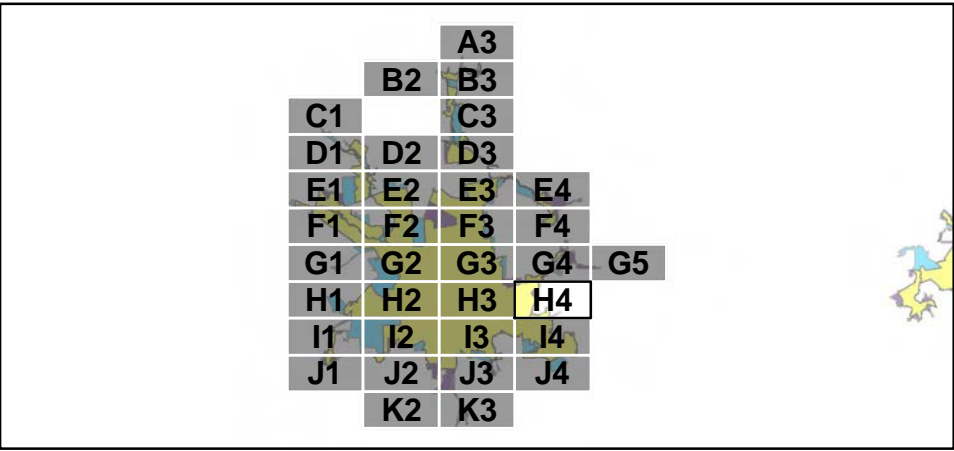 A3
B2 B3
C1 C3
D1 D2 D3
E1 E2 E3 E4
F1 F2 F3 F4
G1 G2 G3 G4 G5
H1 H2 H3 H4
I1 I2 I3 I4
J1 J2 J3 J4
K2 K3